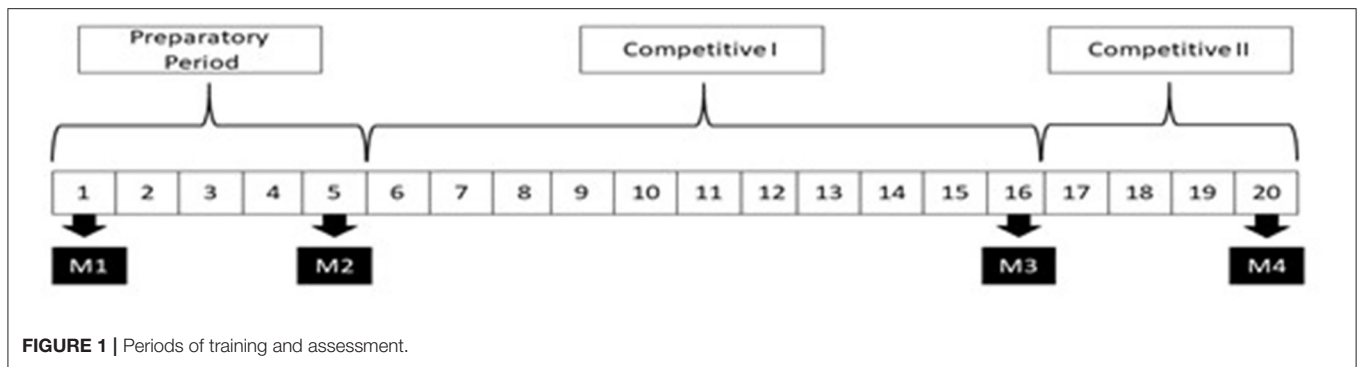 Preparatory
Period
Competitive I
Competitive II
1 2 3 4 5 6 7 8 9 10 11 12 13 14 15 16 17 18 19 20
M1 M2 M3 M4
FIGURE 1 | Periods of training and assessment.